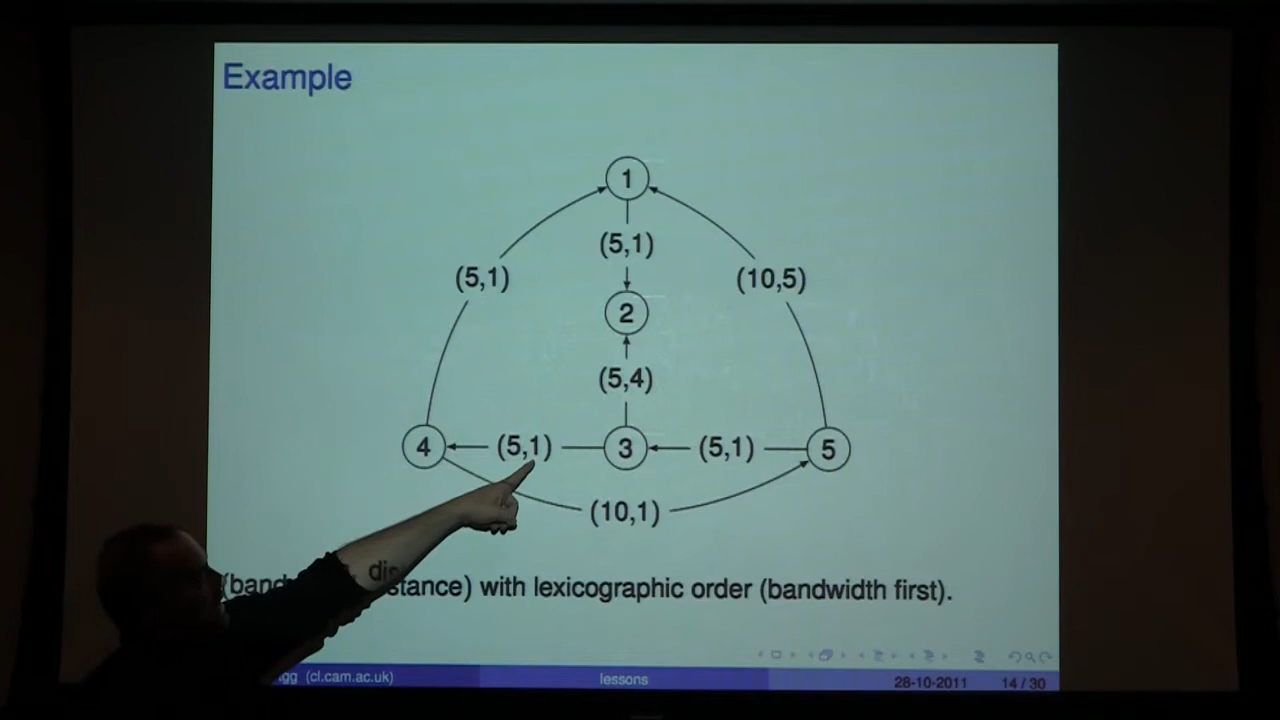 Example
1
(5,1)
(5,1)
(10,5)
2
(5,4)
4
(5,1)
3
(5,1)
5
(10,1)
distance) with lexicographic order (bandwidth first).
(cl.cam.ac.uk)
lessons
28-10-2011
14 / 30